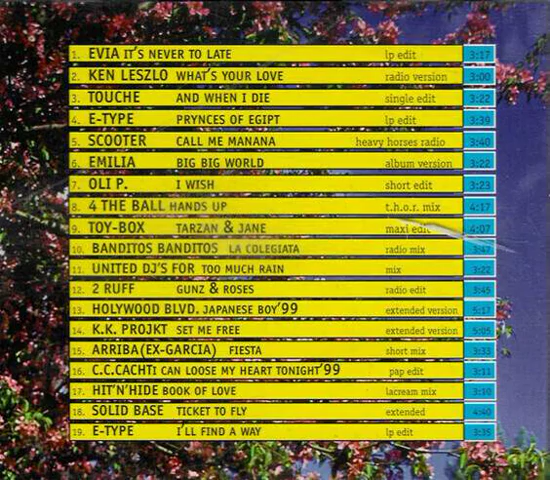 1. EVIA IT'S NEVER TO LATE lp edit 3:17
2. KEN LESZLO WHAT'S YOUR LOVE radio version 3:00
3. TOUCHE AND WHEN I DIE single edit 3:22
4. E-TYPE PRYNCES OF EGIPT lp edit 3:39
5. SCOOTER CALL ME MANANA heavy horses radio 3:40
6. EMILIA BIG BIG WORLD album version 3:22
7. OLI P. I WISH short edit 3:23
8. 4 THE BALL HANDS UP t.h.o.r. mix 4:17
9. TOY-BOX TARZAN & JANE maxi edit 4:07
10. BANDITOS BANDITOS LA COLEGIATA radio mix 3:47
11. UNITED DJ'S FOR TOO MUCH RAIN mix 3:22
12. 2 RUFF GUNZ & ROSES radio edit 3:45
13. HOLYWOOD BLVD. JAPANESE BOY'99 extended version 5:17
14. K.K. PROJKT SET ME FREE extended version 5:05
15. ARRIBA(EX-GARCIA) FIESTA short mix 3:33
16. C.C.CACHTI CAN LOOSE MY HEART TONIGHT'99 pap edit 3:11
17. HIT'N'HIDE BOOK OF LOVE lacream mix 3:10
18. SOLID BASE TICKET TO FLY extended 4:40
19. E-TYPE I'LL FIND A WAY lp edit 3:35